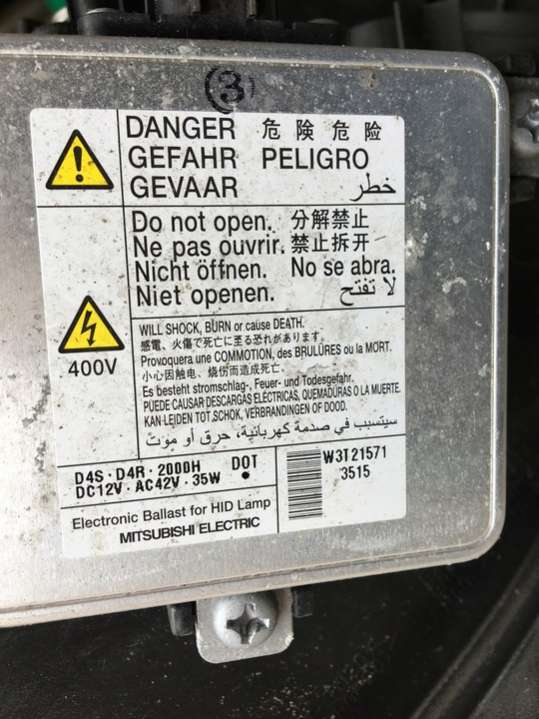 3
DANGER 危険 危险
GEFAHR PELIGRO
GEVAAR خطر
Do not open. 分解禁止
Ne pas ouvrir. 禁止拆开
Nicht öffnen. No se abra.
Niet openen. لا تفتح
400V
WILL SHOCK, BURN or cause DEATH.
感電、火傷で死亡に至る恐れがあります.
Provoquera une COMMOTION, des BRULÛRES ou la MORT.
小心因触电、烧伤而造成死亡.
Es besteht stromschlag-, Feuer- und Todesgefahr.
PUEDE CAUSAR DESCARGAS ELÉCTRICAS, QUEMADURAS O LA MUERTE.
KAN LEIDEN TOT SCHOK, VERBRANDINGEN OF DOOD.
سيتسبب في صدمة كهربائية، حرق أو موت
D4S・D4R・2000H DOT
DC12V・AC42V・35W
W3T21571
3515
Electronic Ballast for HID Lamp
MITSUBISHI ELECTRIC